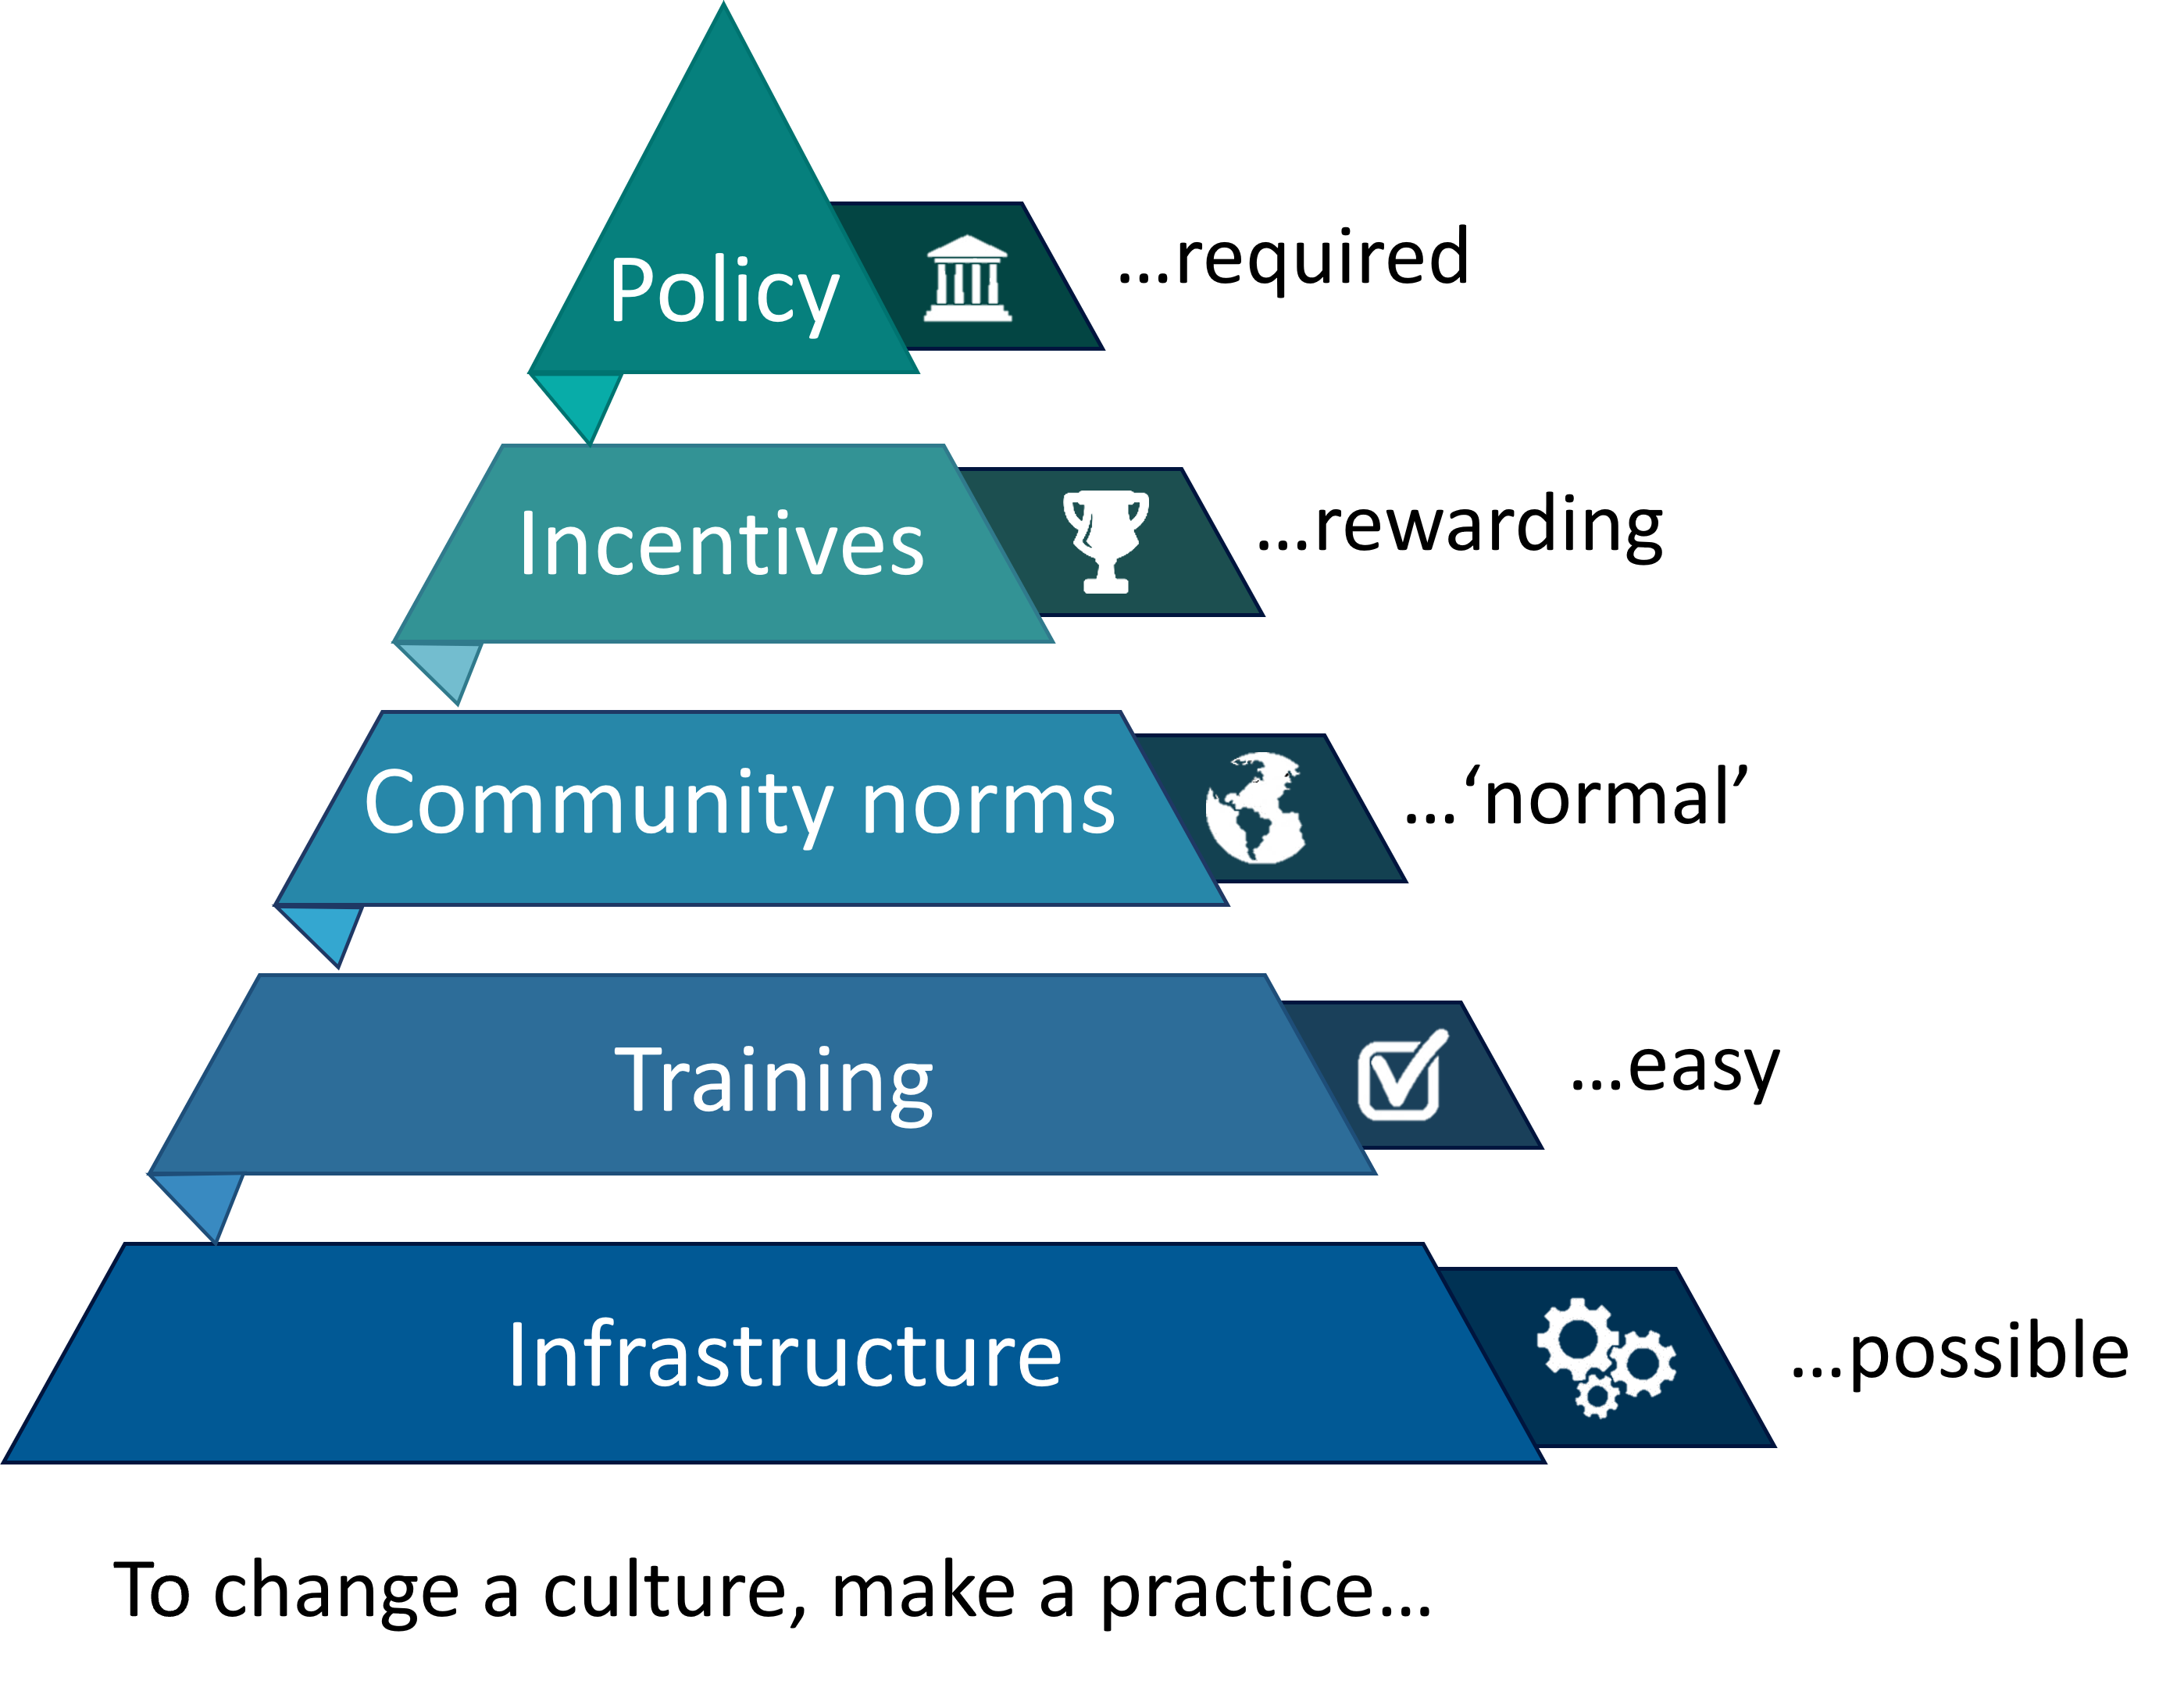 Policy
…required
Incentives
…rewarding
Community norms
…‘normal’
Training
…easy
Infrastructure
…possible
To change a culture, make a practice…